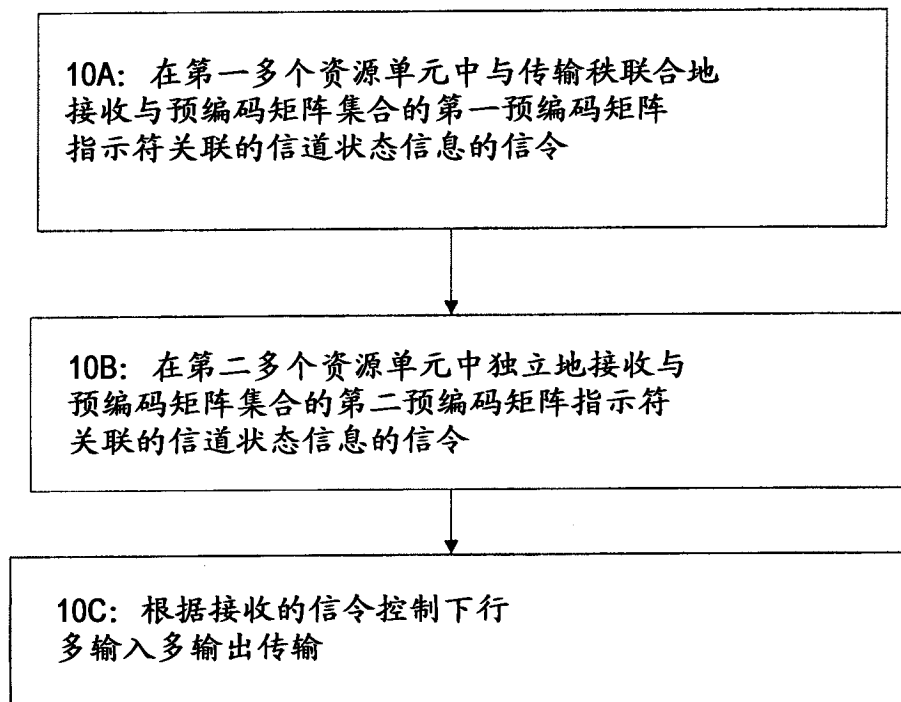 10A: 在第一多个资源单元中与传输秩联合地
接收与预编码矩阵集合的第一预编码矩阵
指示符关联的信道状态信息的信令
10B: 在第二多个资源单元中独立地接收与
预编码矩阵集合的第二预编码矩阵指示符
关联的信道状态信息的信令
10C: 根据接收的信令控制下行
多输入多输出传输